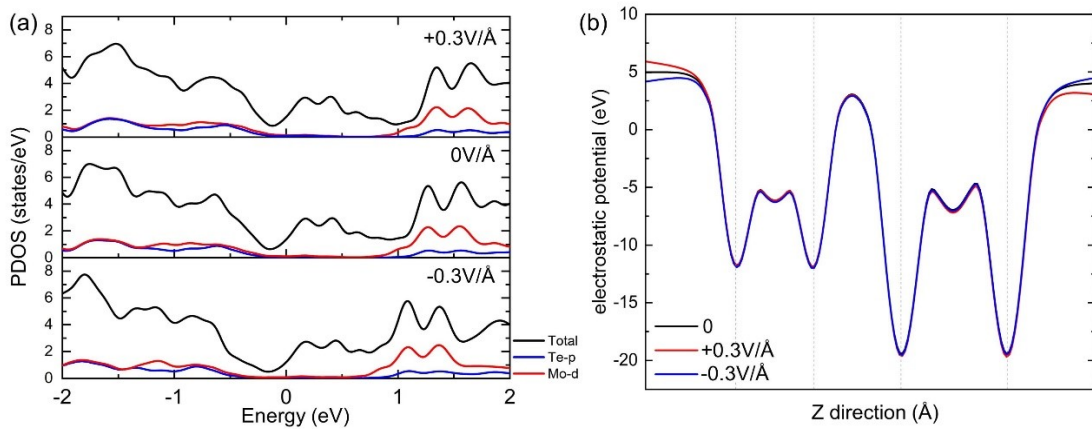 (a)
8
6
4
2
0
+0.3V/Å
8
6
4
2
0
0V/Å
8
6
4
2
0
-0.3V/Å
PDOS (states/eV)
-2
-1
0
1
2
Energy (eV)
Total
Te-p
Mo-d
(b)
10
5
0
-5
-10
-15
-20
electrostatic potential (eV)
0
+0.3V/Å
-0.3V/Å
Z direction (Å)